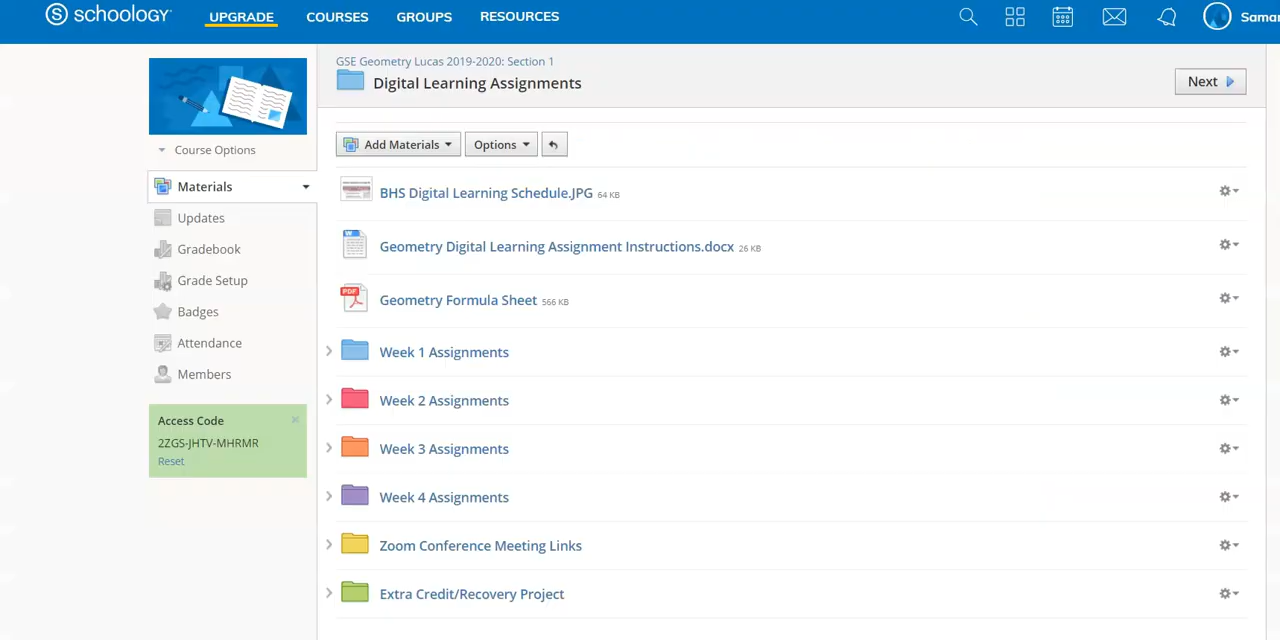 schoology
UPGRADE COURSES GROUPS RESOURCES
GSE Geometry Lucas 2019-2020: Section 1
Digital Learning Assignments
Next
Course Options
Add Materials Options
Materials
Updates
Gradebook
Grade Setup
Badges
Attendance
Members
Access Code
2ZGS-JHTV-MHRMR
Reset
BHS Digital Learning Schedule.JPG 64 KB
Geometry Digital Learning Assignment Instructions.docx 26 KB
PDF
Geometry Formula Sheet 566 KB
Week 1 Assignments
Week 2 Assignments
Week 3 Assignments
Week 4 Assignments
Zoom Conference Meeting Links
Extra Credit/Recovery Project